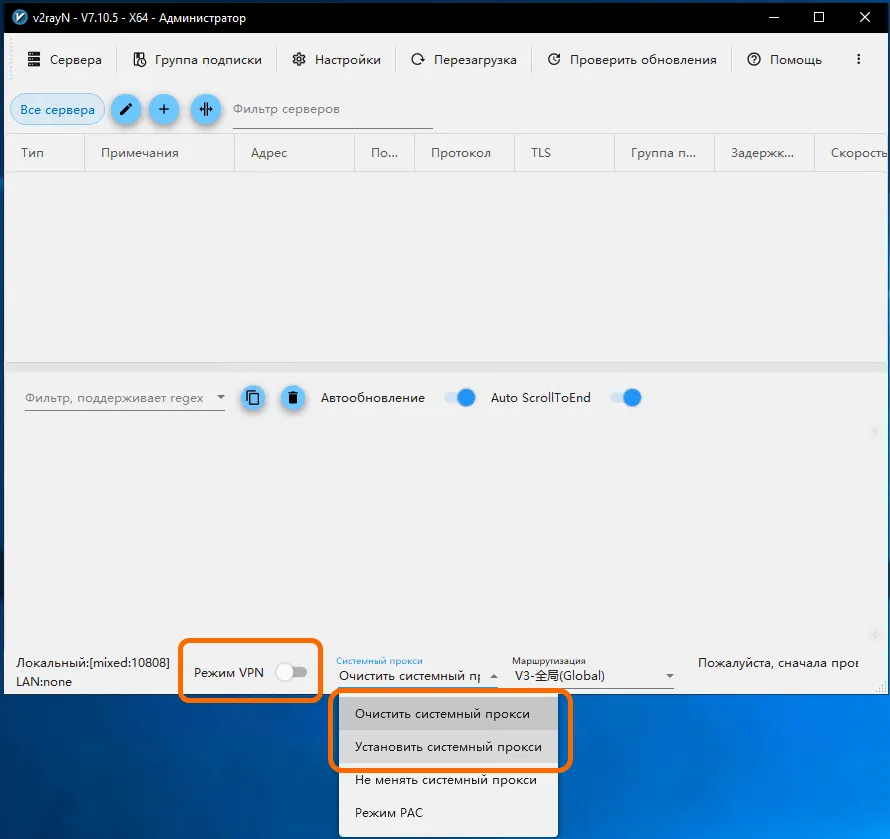 v2rayN - V7.10.5 - X64 - Администратор
Сервера Группа подписки Настройки Перезагрузка Проверить обновления Помощь
Все сервера Фильтр серверов
Тип Примечания Адрес По... Протокол TLS Группа п... Задержк... Скорость
Фильтр, поддерживает regex Автообновление Auto ScrollToEnd
Локальный:[mixed:10808] Режим VPN Системный прокси Маршрутизация Пожалуйста, сначала пров
LAN:none Очистить системный пр V3-全局(Global)
Очистить системный прокси
Установить системный прокси
Не менять системный прокси
Режим PAC